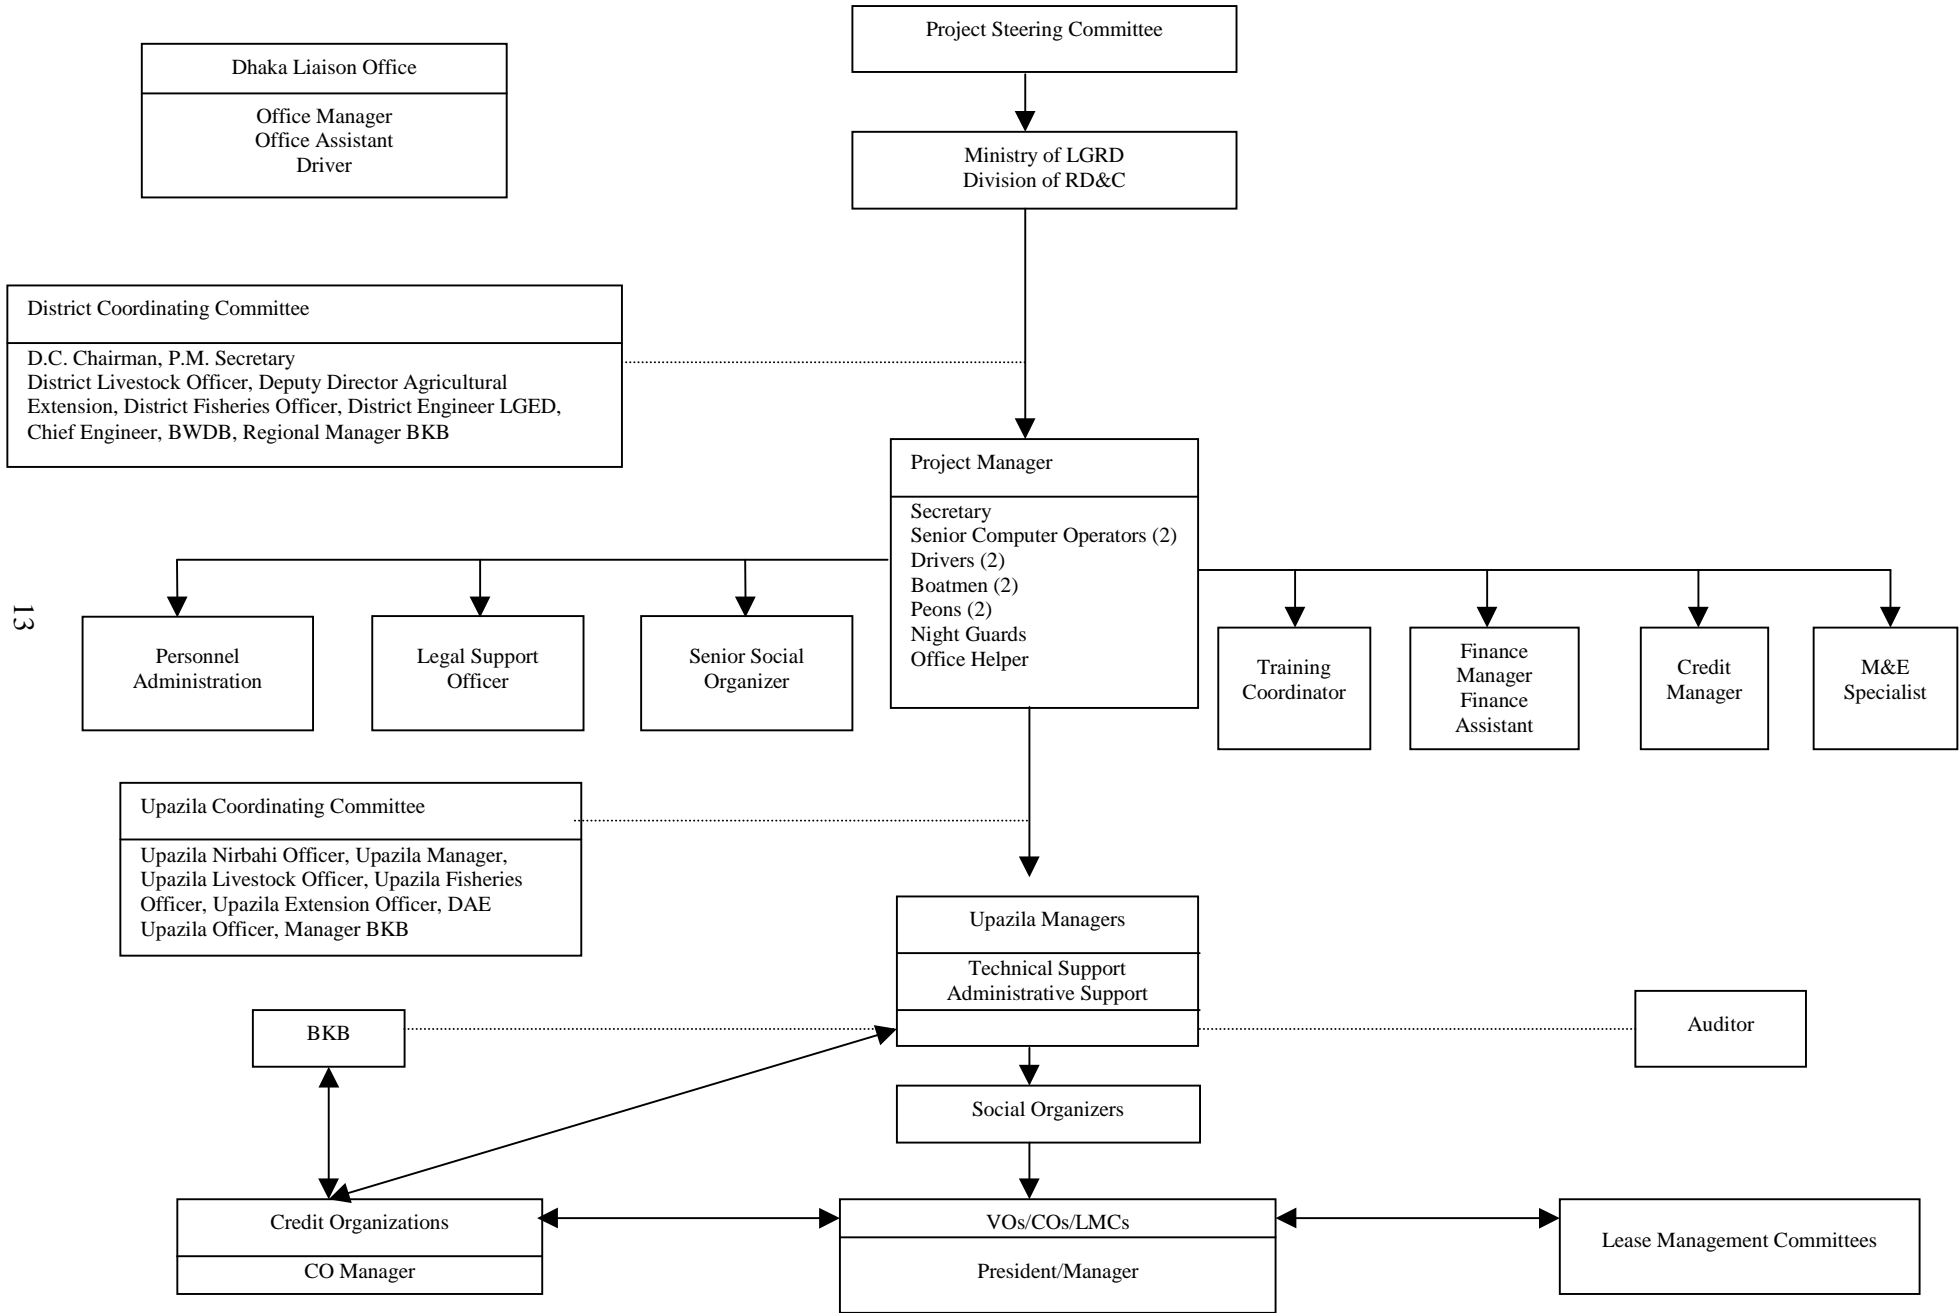 Project Steering Committee
Dhaka Liaison Office
Office Manager
Office Assistant
Driver
Ministry of LGRD
Division of RD&C
District Coordinating Committee
D.C. Chairman, P.M. Secretary
District Livestock Officer, Deputy Director Agricultural
Extension, District Fisheries Officer, District Engineer LGED,
Chief Engineer, BWDB, Regional Manager BKB
Project Manager
Secretary
Senior Computer Operators (2)
Drivers (2)
Boatmen (2)
Peons (2)
Night Guards
Office Helper
13
Personnel
Administration
Legal Support
Officer
Senior Social
Organizer
Training
Coordinator
Finance
Manager
Finance
Assistant
Credit
Manager
M&E
Specialist
Upazila Coordinating Committee
Upazila Nirbahi Officer, Upazila Manager,
Upazila Livestock Officer, Upazila Fisheries
Officer, Upazila Extension Officer, DAE
Upazila Officer, Manager BKB
Upazila Managers
Technical Support
Administrative Support
BKB
Auditor
Social Organizers
Credit Organizations
CO Manager
VOs/COs/LMCs
President/Manager
Lease Management Committees